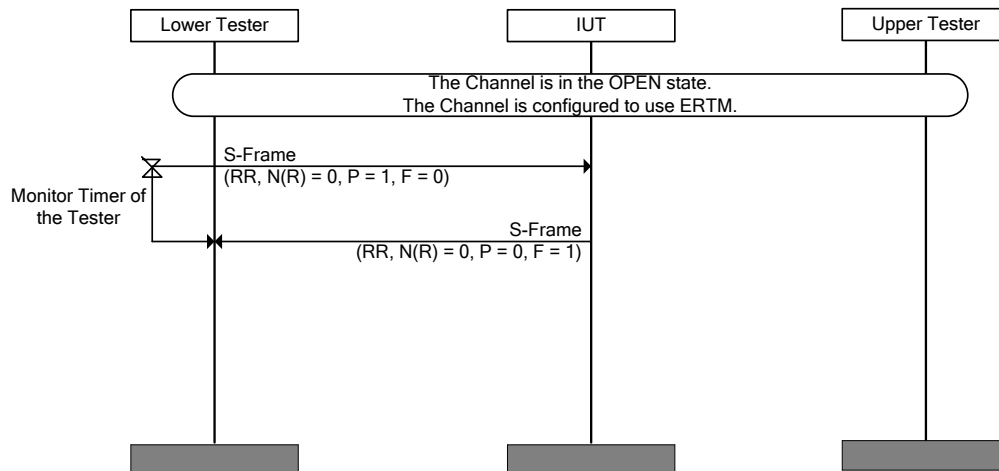 Lower Tester
IUT
Upper Tester
The Channel is in the OPEN state.
The Channel is configured to use ERTM.
S-Frame
(RR, N(R) = 0, P = 1, F = 0)
Monitor Timer of
the Tester
S-Frame
(RR, N(R) = 0, P = 0, F = 1)